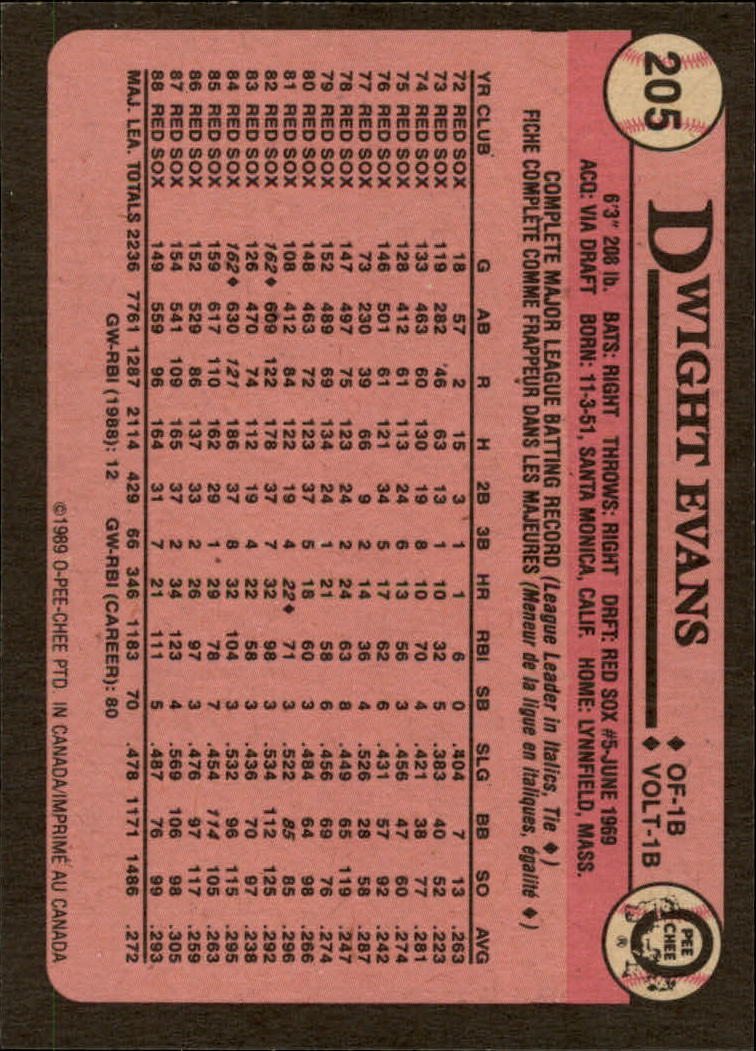 205
DWIGHT EVANS
◆ OF-1B
◆ VOLT-1B
O PEE CHEE ®
6'3" 208 lb. BATS: RIGHT THROWS: RIGHT DRFT: RED SOX #5-JUNE 1969
ACQ: VIA DRAFT BORN: 11-3-51, SANTA MONICA, CALIF. HOME: LYNNFIELD, MASS.
COMPLETE MAJOR LEAGUE BATTING RECORD (League Leader in Italics, Tie ◆)
FICHE COMPLÈTE COMME FRAPPEUR DANS LES MAJEURES (Meneur de la ligue en italiques, égalité ◆)
YR CLUB G AB R H 2B 3B HR RBI SB SLG BB SO AVG
72 RED SOX 18 57 2 15 3 1 1 6 0 .404 7 13 .263
73 RED SOX 119 282 46 63 13 1 10 32 5 .383 40 52 .223
74 RED SOX 133 463 60 130 19 8 10 70 4 .421 38 77 .281
75 RED SOX 128 412 61 113 24 6 13 56 3 .456 47 60 .274
76 RED SOX 146 501 61 121 34 5 17 62 6 .431 57 92 .242
77 RED SOX 73 230 39 66 9 2 14 36 4 .526 28 58 .287
78 RED SOX 147 497 75 123 24 2 24 63 8 .449 65 119 .247
79 RED SOX 152 489 69 134 24 1 21 58 6 .456 69 76 .274
80 RED SOX 148 463 72 123 37 5 18 60 3 .484 64 98 .266
81 RED SOX 108 412 84 122 19 4 22◆ 71 3 .522 85 85 .296
82 RED SOX 162◆ 609 122 178 37 7 32 98 3 .534 112 125 .292
83 RED SOX 126 470 74 112 19 4 22 58 3 .436 70 97 .238
84 RED SOX 162◆ 630 121 186 37 8 32 104 3 .532 96 115 .295
85 RED SOX 159 617 110 162 29 1 29 78 7 .454 114 105 .263
86 RED SOX 152 529 86 137 33 2 26 97 3 .476 97 117 .259
87 RED SOX 154 541 109 165 37 2 34 123 4 .569 106 98 .305
88 RED SOX 149 559 96 164 31 7 21 111 5 .487 76 99 .293
MAJ. LEA. TOTALS 2236 7761 1287 2114 429 66 346 1183 70 .478 1171 1486 .272
GW-RBI (1988): 12 GW-RBI (CAREER): 80
©1989 O-PEE-CHEE PTD. IN CANADA/IMPRIMÉ AU CANADA